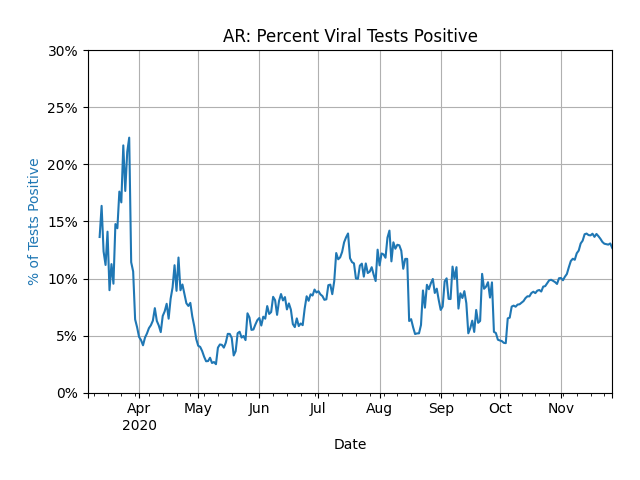 AR: Percent Viral Tests Positive
% of Tests Positive
30%
25%
20%
15%
10%
5%
0%
Apr
2020
May
Jun
Jul
Aug
Sep
Oct
Nov
Date